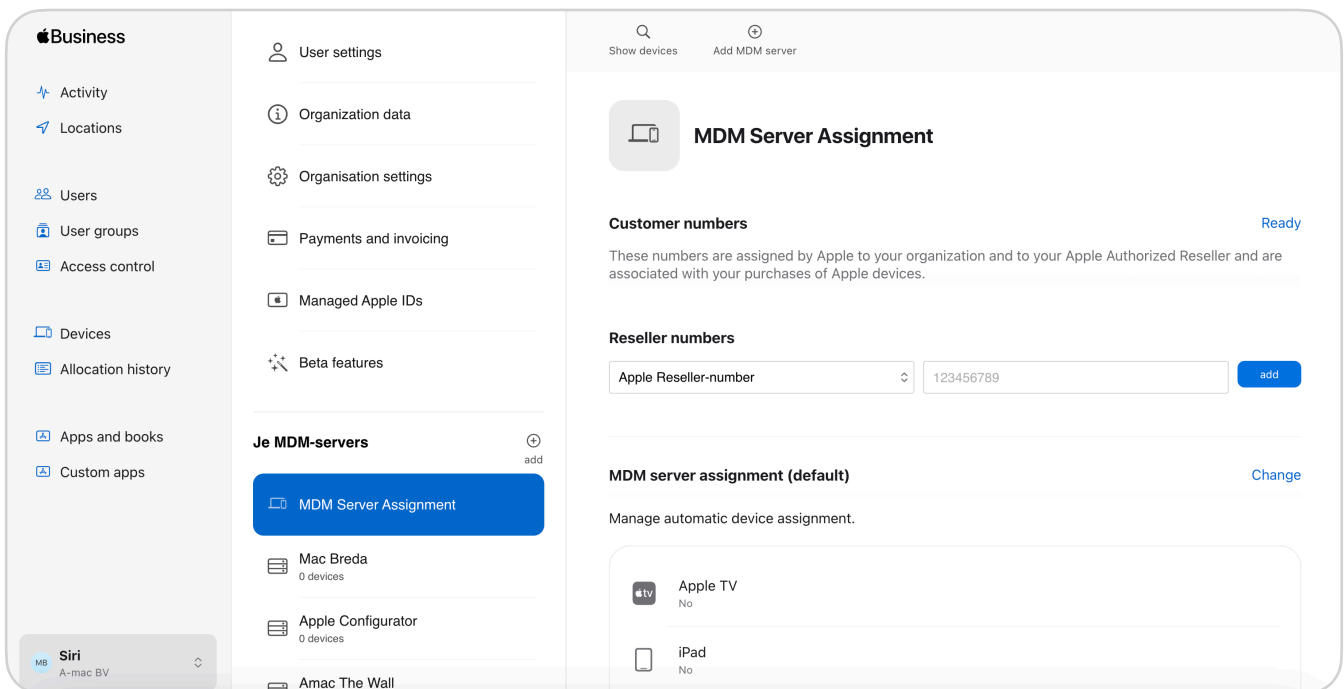 Business
Activity
Locations
Users
User groups
Access control
Devices
Allocation history
Apps and books
Custom apps
MB
Siri
A-mac BV
User settings
Organization data
Organisation settings
Payments and invoicing
Managed Apple IDs
Beta features
Je MDM-servers
add
MDM Server Assignment
Mac Breda
0 devices
Apple Configurator
0 devices
Amac The Wall
Show devices
Add MDM server
MDM Server Assignment
Customer numbers
Ready
These numbers are assigned by Apple to your organization and to your Apple Authorized Reseller and are
associated with your purchases of Apple devices.
Reseller numbers
Apple Reseller-number
123456789
add
MDM server assignment (default)
Change
Manage automatic device assignment.
tv
Apple TV
No
iPad
No